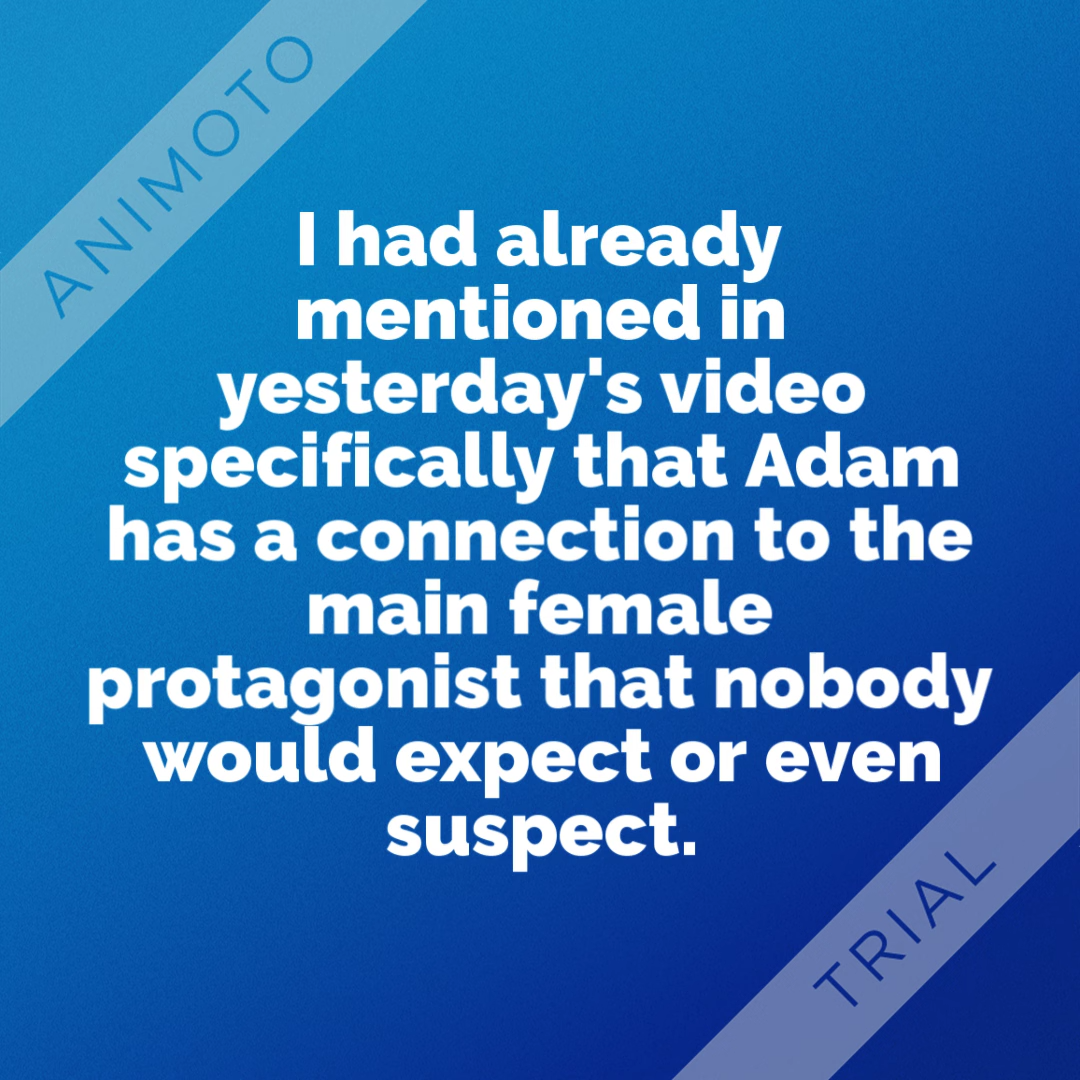 ANIMOTO
I had already
mentioned in
yesterday's video
specifically that Adam
has a connection to the
main female
protagonist that nobody
would expect or even
suspect.
TRIAL